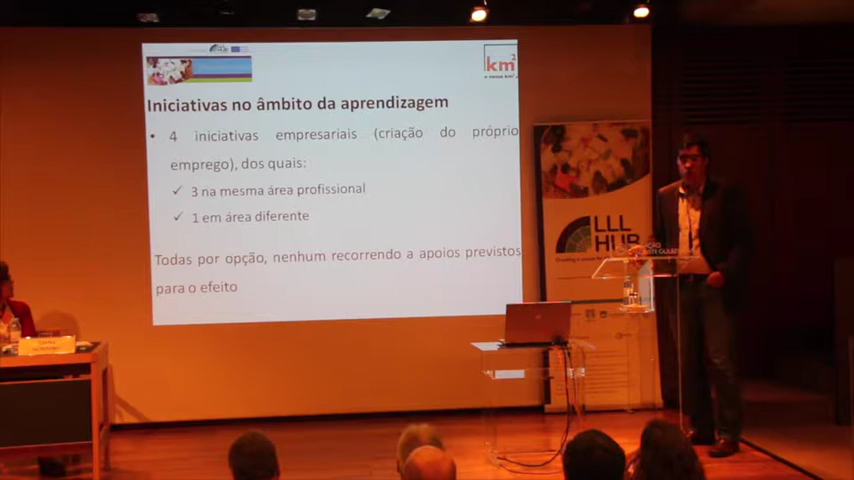 km²
Iniciativas no âmbito da aprendizagem
• 4 iniciativas empresariais (criação do próprio
emprego), dos quais:
✓ 3 na mesma área profissional
✓ 1 em área diferente
Todas por opção, nenhum recorrendo a apoios previstos
para o efeito
LLL
HUB